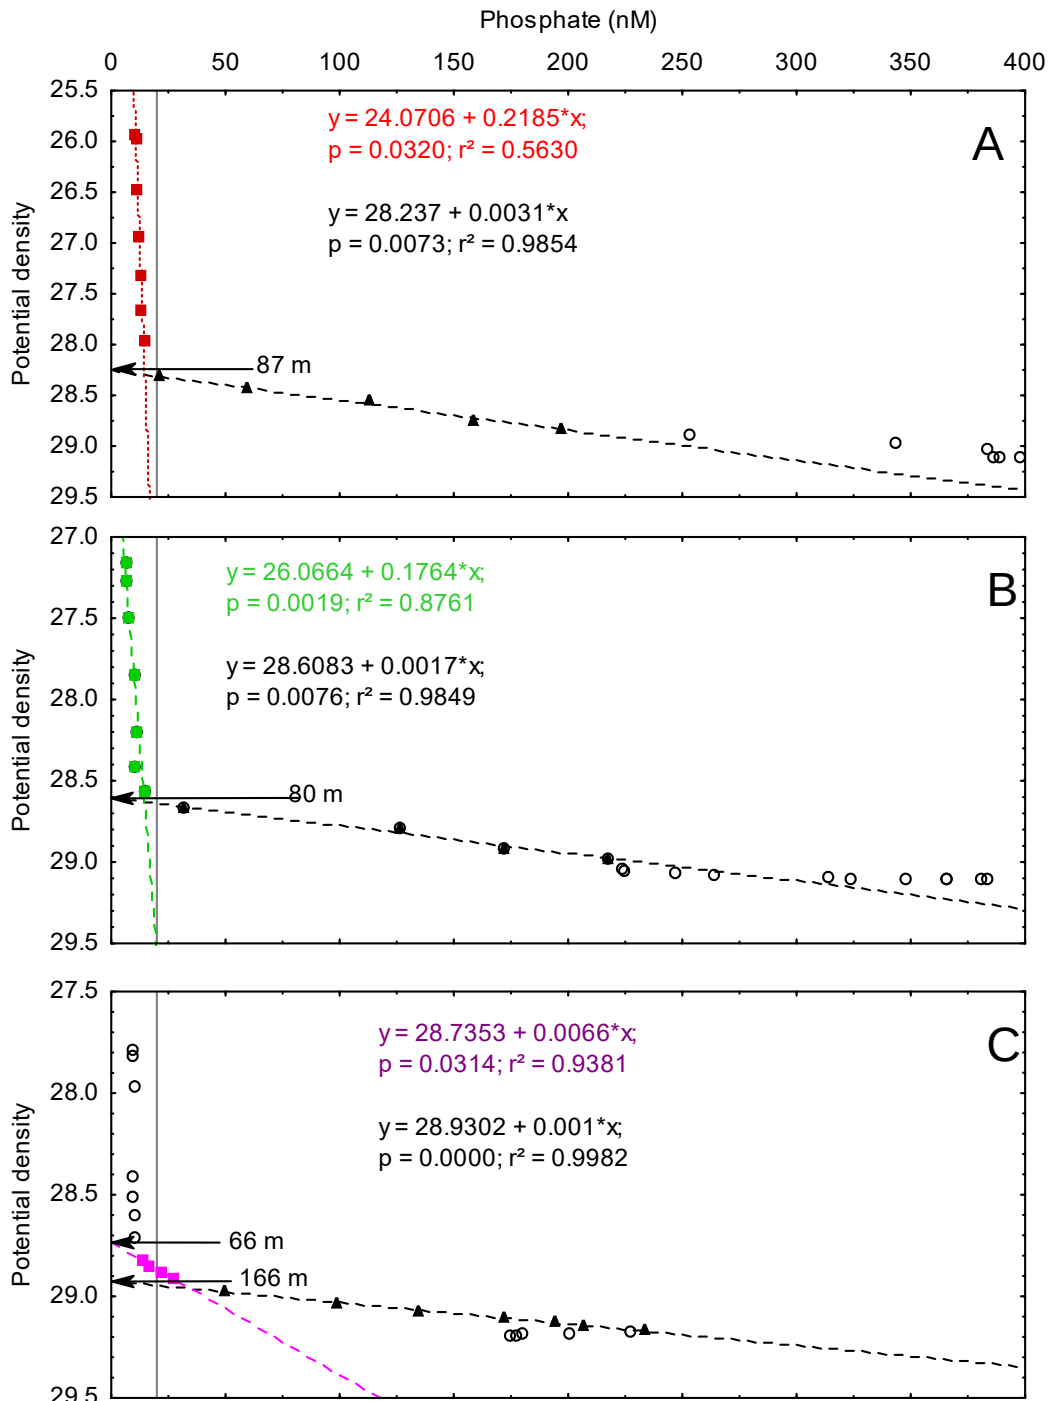 Phosphate (nM)
0 50 100 150 200 250 300 350 400
25.5
26.0
26.5
27.0
27.5
28.0
28.5
29.0
29.5
Potential density
y = 24.0706 + 0.2185*x;
p = 0.0320; r² = 0.5630
y = 28.237 + 0.0031*x
p = 0.0073; r² = 0.9854
A
87 m
27.0
27.5
28.0
28.5
29.0
29.5
Potential density
y = 26.0664 + 0.1764*x;
p = 0.0019; r² = 0.8761
y = 28.6083 + 0.0017*x;
p = 0.0076; r² = 0.9849
B
80 m
27.5
28.0
28.5
29.0
29.5
Potential density
y = 28.7353 + 0.0066*x;
p = 0.0314; r² = 0.9381
y = 28.9302 + 0.001*x;
p = 0.0000; r² = 0.9982
C
66 m
166 m